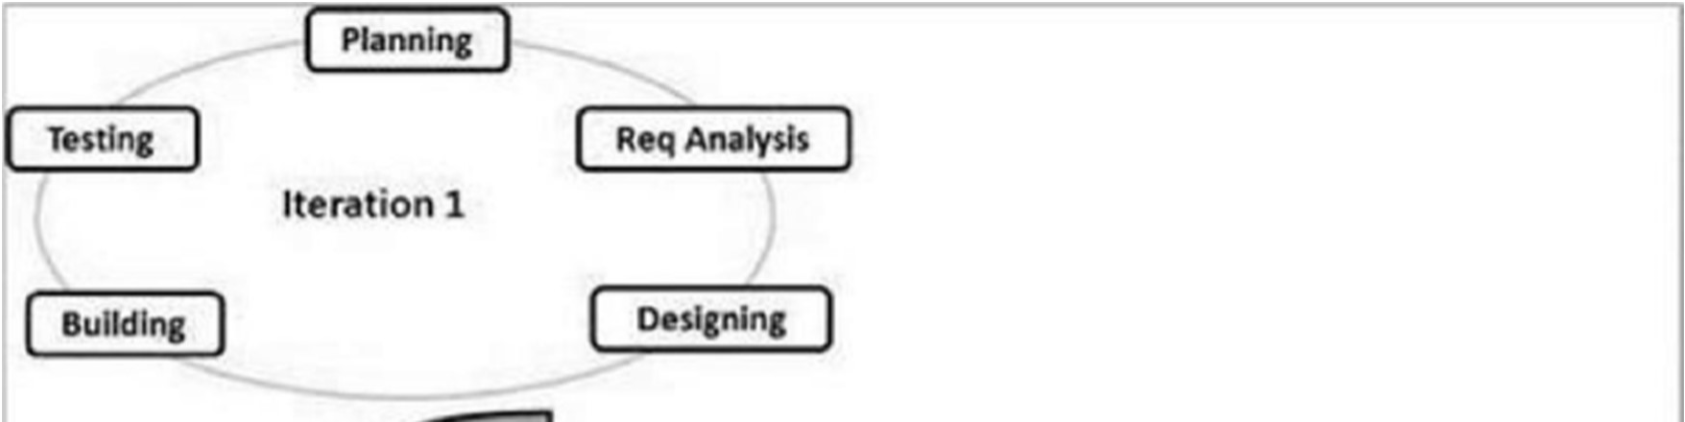 Planning
Testing
Req Analysis
Iteration 1
Building
Designing